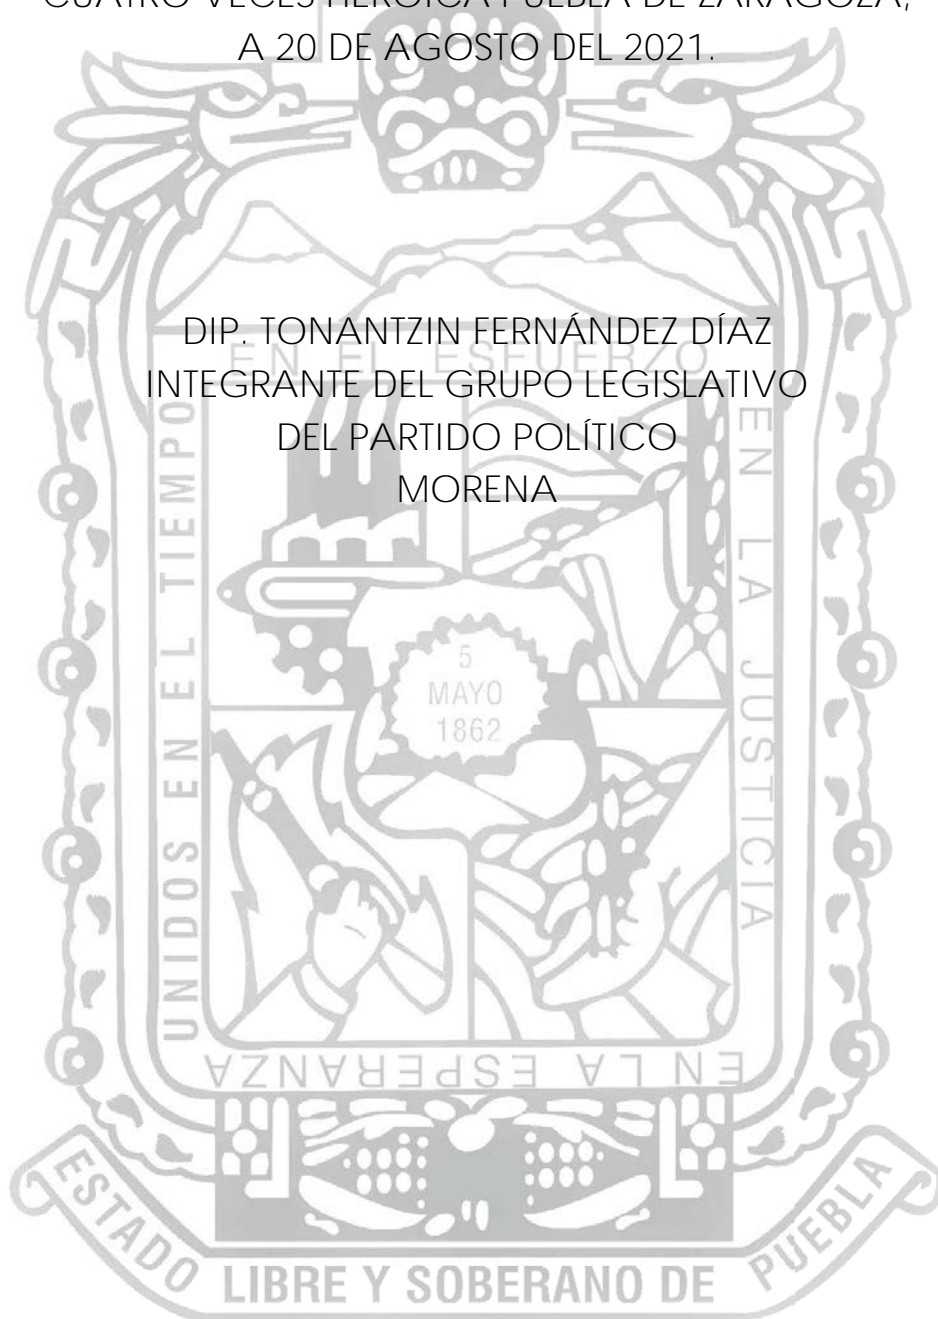 CUATRO VECES HEROICA PUEBLA DE ZARAGOZA,
A 20 DE AGOSTO DEL 2021.
DIP. TONANTZIN FERNÁNDEZ DÍAZ
INTEGRANTE DEL GRUPO LEGISLATIVO
DEL PARTIDO POLÍTICO
MORENA
EN EL ESFUERZO
EN LA JUSTICIA
EN LA ESPERANZA
UNIDOS EN EL TIEMPO
5
MAYO
1862
ESTADO LIBRE Y SOBERANO DE PUEBLA